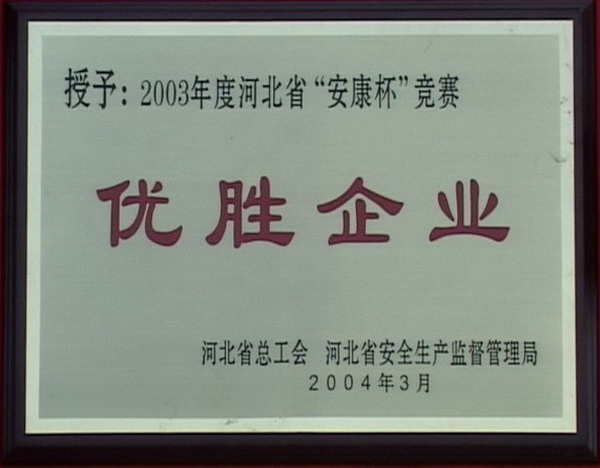 授予：2003年度河北省“安康杯”竞赛
优胜企业
河北省总工会 河北省安全生产监督管理局
2004年3月